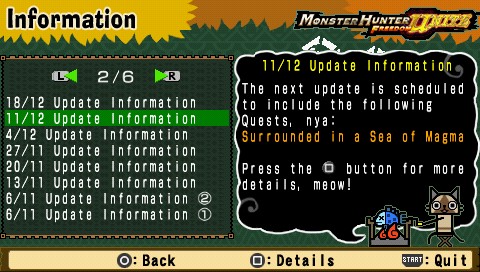 Information
MONSTER HUNTER
FREEDOM UNITE
L 2/6 R
18/12 Update Information
11/12 Update Information
4/12 Update Information
27/11 Update Information
20/11 Update Information
13/11 Update Information
6/11 Update Information ②
6/11 Update Information ①
11/12 Update Information
The next update is scheduled
to include the following
Quests, nya:
Surrounded in a Sea of Magma
Press the □ button for more
details, meow!
○: Back
□: Details
START: Quit